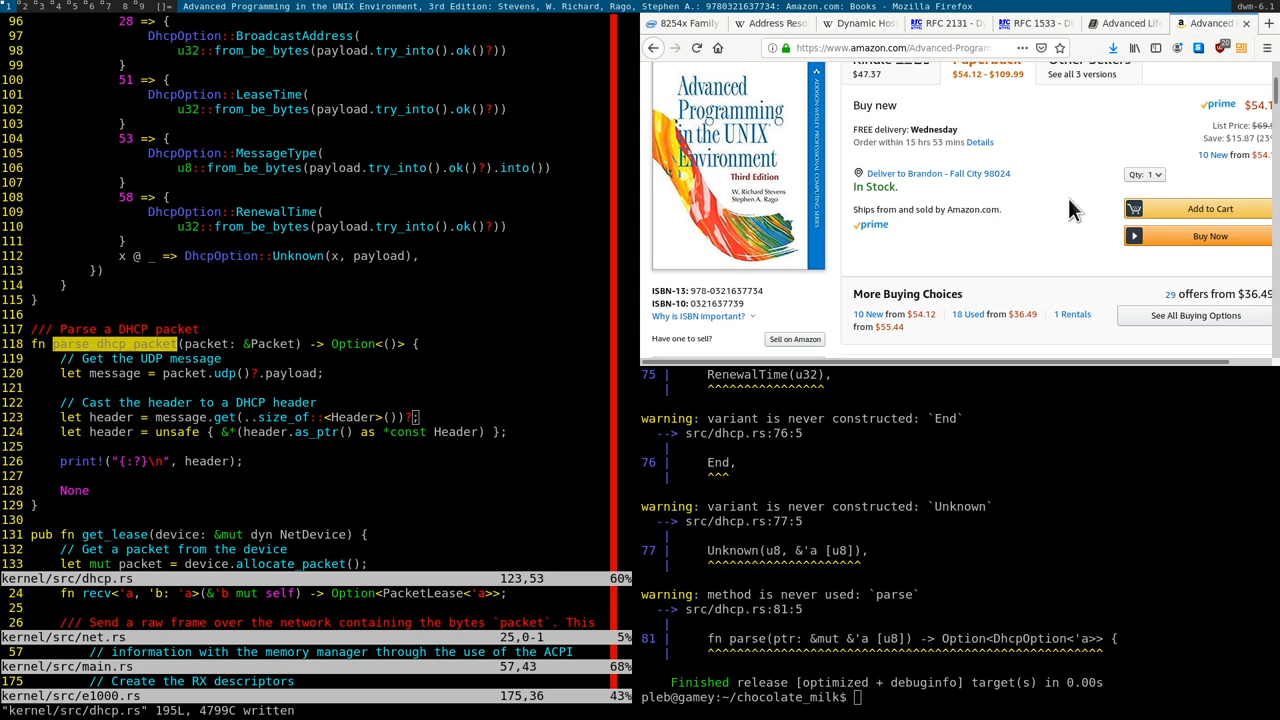 1 2 3 4 5 6 7 8 9 Advanced Programming in the UNIX Environment, 3rd Edition: Stevens, W. Richard, Rago, Stephen A.: 9780321637734: Amazon.com: Books - Mozilla Firefox dwm-6.1
96 28 => {
97 DhcpOption::BroadcastAddress(
98 u32::from_be_bytes(payload.try_into().ok()?))
99 }
100 51 => {
101 DhcpOption::LeaseTime(
102 u32::from_be_bytes(payload.try_into().ok()?))
103 }
104 53 => {
105 DhcpOption::MessageType(
106 u8::from_be_bytes(payload.try_into().ok()?).into())
107 }
108 58 => {
109 DhcpOption::RenewalTime(
110 u32::from_be_bytes(payload.try_into().ok()?))
111 }
112 x @ _ => DhcpOption::Unknown(x, payload),
113 })
114 }
115 }
116
117 /// Parse a DHCP packet
118 fn parse_dhcp_packet(packet: &Packet) -> Option<()> {
119 // Get the UDP message
120 let message = packet.udp()?.payload;
121
122 // Cast the header to a DHCP header
123 let header = message.get(..size_of::<Header>())?;
124 let header = unsafe { &*(header.as_ptr() as *const Header) };
125
126 print!("{:?}\n", header);
127
128 None
129 }
130
131 pub fn get_lease(device: &mut dyn NetDevice) {
132 // Get a packet from the device
133 let mut packet = device.allocate_packet();
kernel/src/dhcp.rs 123,53 60%
24 fn recv<'a, 'b: 'a>(&'b mut self) -> Option<PacketLease<'a>>;
25
26 /// Send a raw frame over the network containing the bytes `packet`. This
kernel/src/net.rs 25,0-1 5%
57 // information with the memory manager through the use of the ACPI
kernel/src/main.rs 57,43 68%
175 // Create the RX descriptors
kernel/src/e1000.rs 175,36 43%
"kernel/src/dhcp.rs" 195L, 4799C written
8254x Family Address Reso Dynamic Hos RFC 2131 - D RFC 1533 - D Advanced Life Advanced
https://www.amazon.com/Advanced-Program
20
$47.37
Paperback
$54.12 - $109.99
Other Sellers
See all 3 versions
Advanced
Programming
in the UNIX
Environment
Third Edition
W. Richard Stevens
Stephen A. Rago
ADDISON-WESLEY PROFESSIONAL COMPUTING SERIES
ISBN-13: 978-0321637734
ISBN-10: 0321637739
Why is ISBN important?
Have one to sell? Sell on Amazon
Buy new
prime $54.1
FREE delivery: Wednesday
Order within 15 hrs 53 mins Details
List Price:
Save: $15.87 (23
10 New from $54.
Deliver to Brandon - Fall City 98024
In Stock.
Qty: 1
Ships from and sold by Amazon.com.
prime
Add to Cart
Buy Now
More Buying Choices
29 offers from $36.49
10 New from $54.12 18 Used from $36.49 1 Rentals
from $55.44
See All Buying Options
75 | RenewalTime(u32),
| ^^^^^^^^^^^^^^^^
warning: variant is never constructed: `End`
--> src/dhcp.rs:76:5
|
76 | End,
| ^^^
warning: variant is never constructed: `Unknown`
--> src/dhcp.rs:77:5
|
77 | Unknown(u8, &'a [u8]),
| ^^^^^^^^^^^^^^^^^^^^^
warning: method is never used: `parse`
--> src/dhcp.rs:81:5
|
81 | fn parse(ptr: &mut &'a [u8]) -> Option<DhcpOption<'a>> {
| ^^^^^^^^^^^^^^^^^^^^^^^^^^^^^^^^^^^^^^^^^^^^^^^^^^^^^^
Finished release [optimized + debuginfo] target(s) in 0.00s
pleb@gamey:~/chocolate_milk$